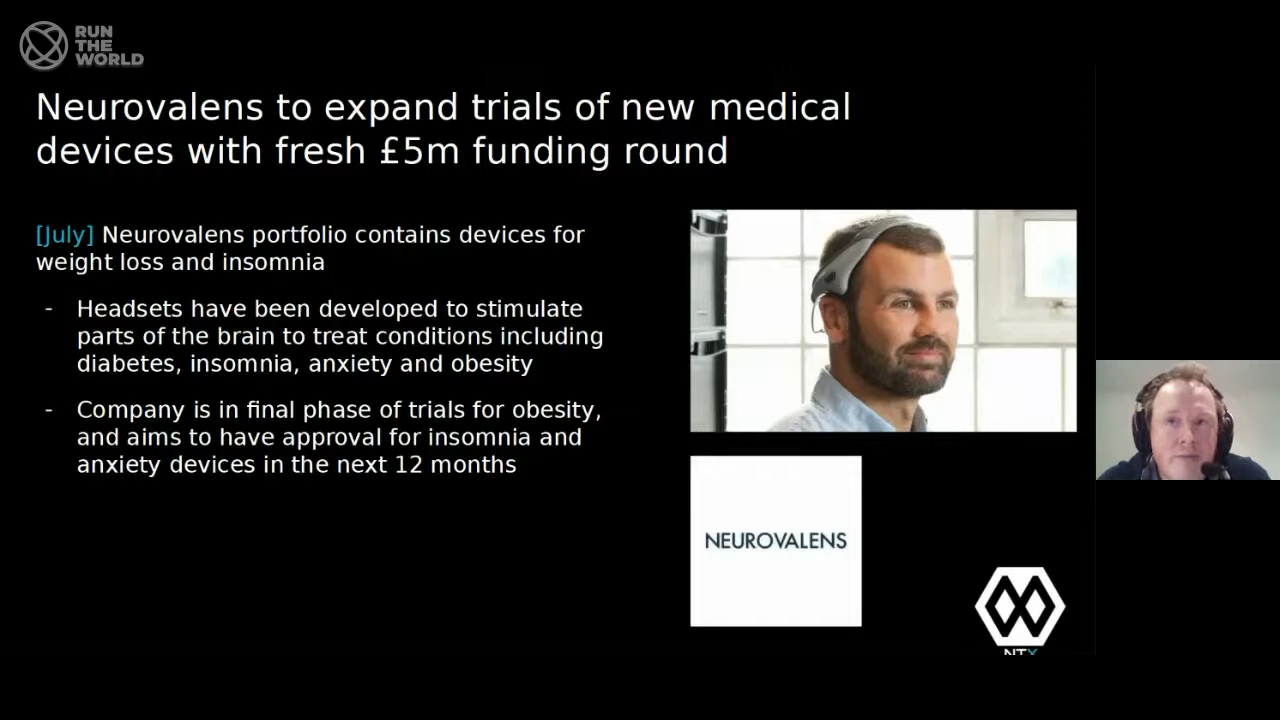 RUN
THE
WORLD
Neurovalens to expand trials of new medical
devices with fresh £5m funding round
[July] Neurovalens portfolio contains devices for
weight loss and insomnia
- Headsets have been developed to stimulate
parts of the brain to treat conditions including
diabetes, insomnia, anxiety and obesity
- Company is in final phase of trials for obesity,
and aims to have approval for insomnia and
anxiety devices in the next 12 months
NEUROVALENS
NTX